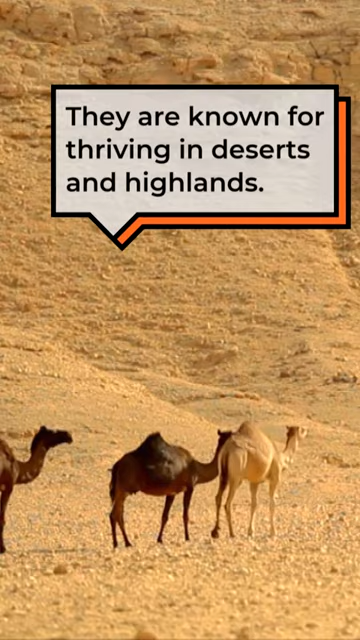 They are known for
thriving in deserts
and highlands.